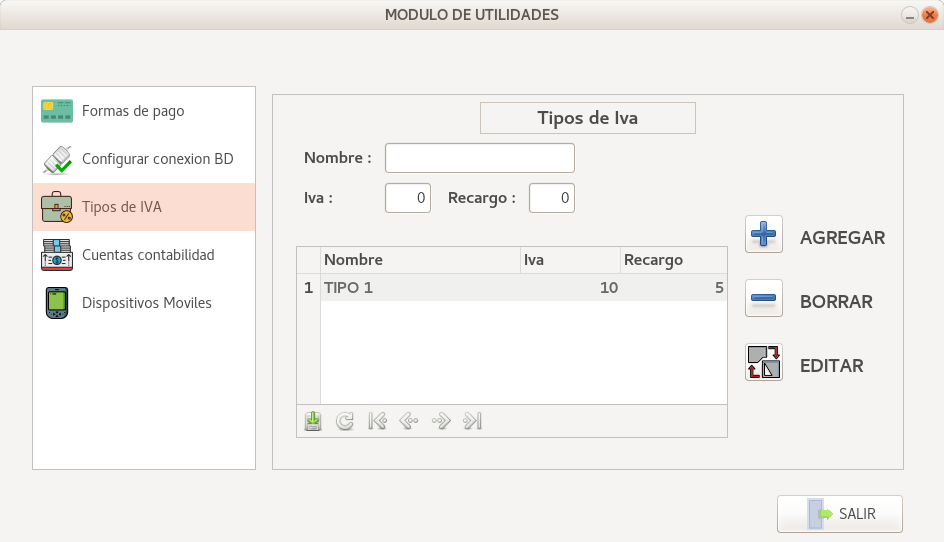 MODULO DE UTILIDADES
Formas de pago
Configurar conexion BD
Tipos de IVA
Cuentas contabilidad
Dispositivos Moviles
Tipos de Iva
Nombre :
Iva : 0 Recargo : 0
Nombre Iva Recargo
1 TIPO 1 10 5
AGREGAR
BORRAR
EDITAR
SALIR